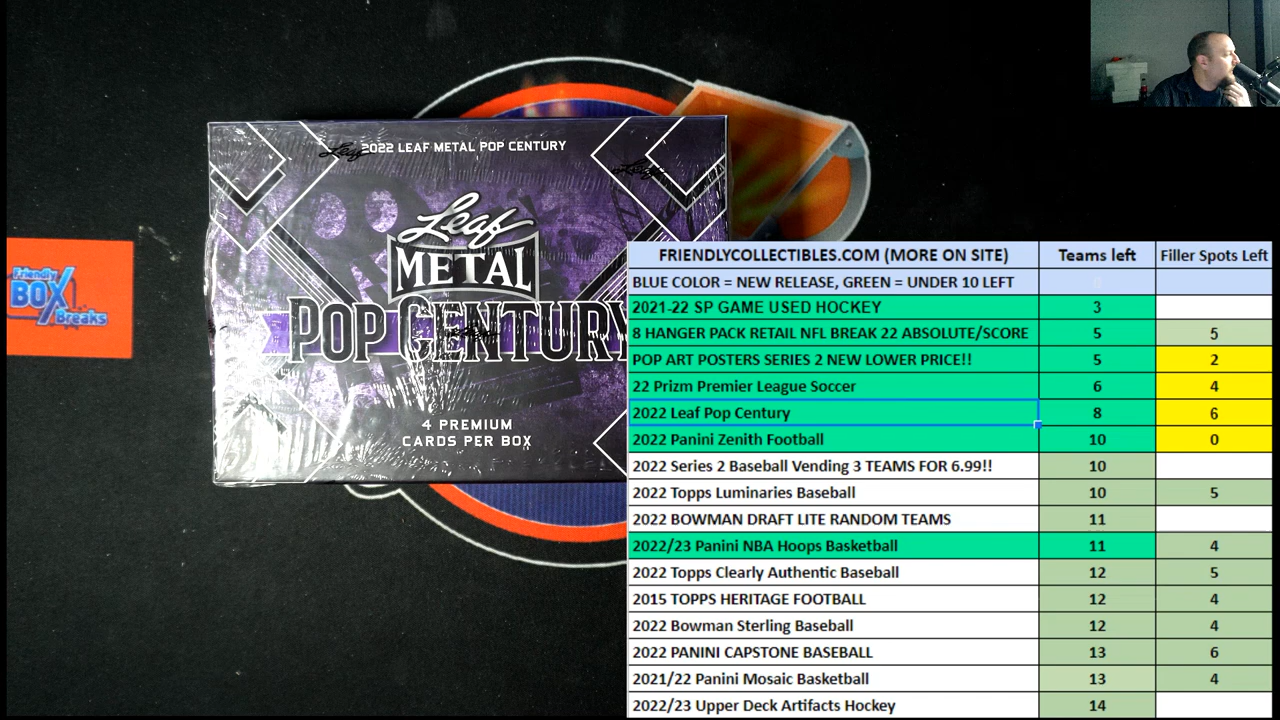 2022 LEAF METAL POP CENTURY
Leaf
METAL
POP CENTURY
4 PREMIUM
CARDS PER BOX
Friendly
BOX
Breaks
FRIENDLYCOLLECTIBLES.COM (MORE ON SITE) Teams left Filler Spots Left
BLUE COLOR = NEW RELEASE, GREEN = UNDER 10 LEFT
2021-22 SP GAME USED HOCKEY 3
8 HANGER PACK RETAIL NFL BREAK 22 ABSOLUTE/SCORE 5 5
POP ART POSTERS SERIES 2 NEW LOWER PRICE!! 5 2
22 Prizm Premier League Soccer 6 4
2022 Leaf Pop Century 8 6
2022 Panini Zenith Football 10 0
2022 Series 2 Baseball Vending 3 TEAMS FOR 6.99!! 10
2022 Topps Luminaries Baseball 10 5
2022 BOWMAN DRAFT LITE RANDOM TEAMS 11
2022/23 Panini NBA Hoops Basketball 11 4
2022 Topps Clearly Authentic Baseball 12 5
2015 TOPPS HERITAGE FOOTBALL 12 4
2022 Bowman Sterling Baseball 12 4
2022 PANINI CAPSTONE BASEBALL 13 6
2021/22 Panini Mosaic Basketball 13 4
2022/23 Upper Deck Artifacts Hockey 14